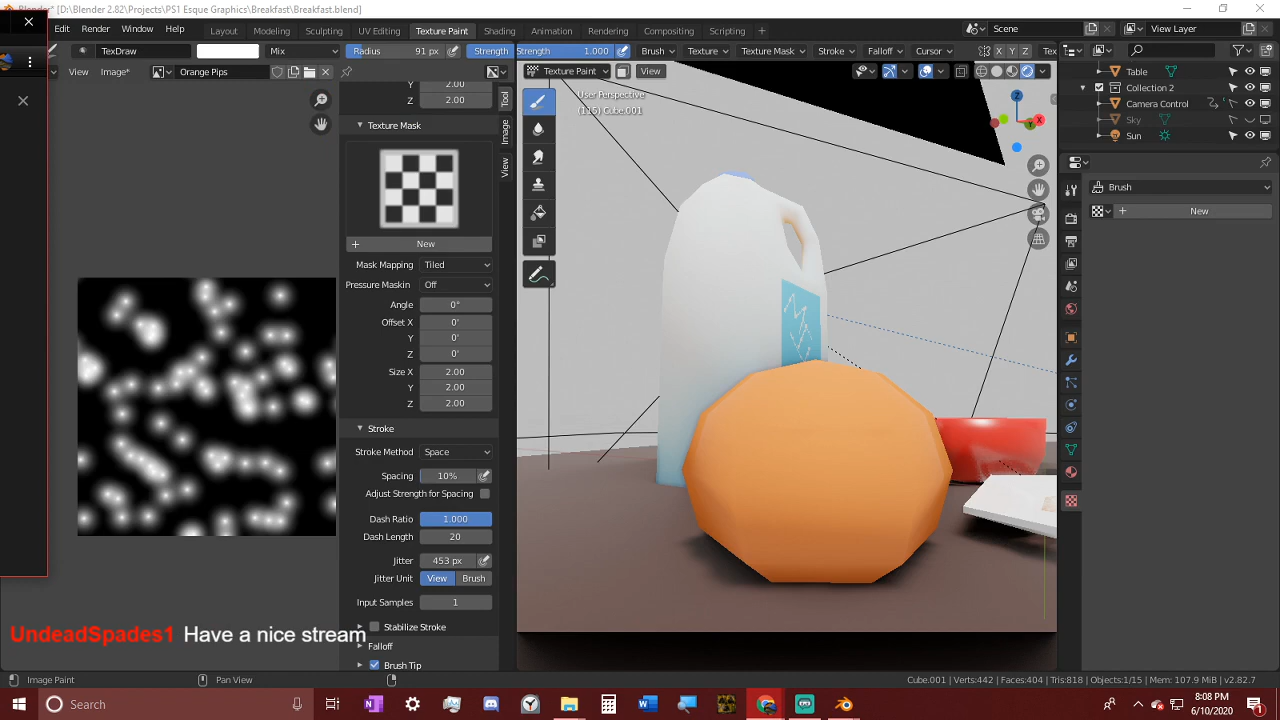 Blender* [D:\Blender 2.82\Projects\PS1 Esque Graphics\Breakfast\Breakfast.blend]
Edit Render Window Help Layout Modeling Sculpting UV Editing Texture Paint Shading Animation Rendering Compositing Scripting + Scene View Layer
TexDraw Mix Radius 91 px Strength Strength 1.000 Brush Texture Texture Mask Stroke Falloff Cursor X Y Z Tex
View Image* Orange Pips Texture Paint View
Table
Collection 2
Camera Control
Sky
Sun
Y 2.00
Z 2.00
Tool
Image
View
Texture Mask
New
Mask Mapping Tiled
Pressure Maskin Off
Angle 0°
Offset X 0'
Y 0'
Z 0'
Size X 2.00
Y 2.00
Z 2.00
Stroke
Stroke Method Space
Spacing 10%
Adjust Strength for Spacing
Dash Ratio 1.000
Dash Length 20
Jitter 453 px
Jitter Unit View Brush
Input Samples 1
Stabilize Stroke
Falloff
Brush Tip
User Perspective
(115) Cube.001
Z
X
Y
Brush
New
UndeadSpades1 Have a nice stream
Image Paint Pan View Cube.001 | Verts:442 | Faces:404 | Tris:818 | Objects:1/15 | Mem: 107.9 MiB | v2.82.7
Search
8:08 PM
6/10/2020